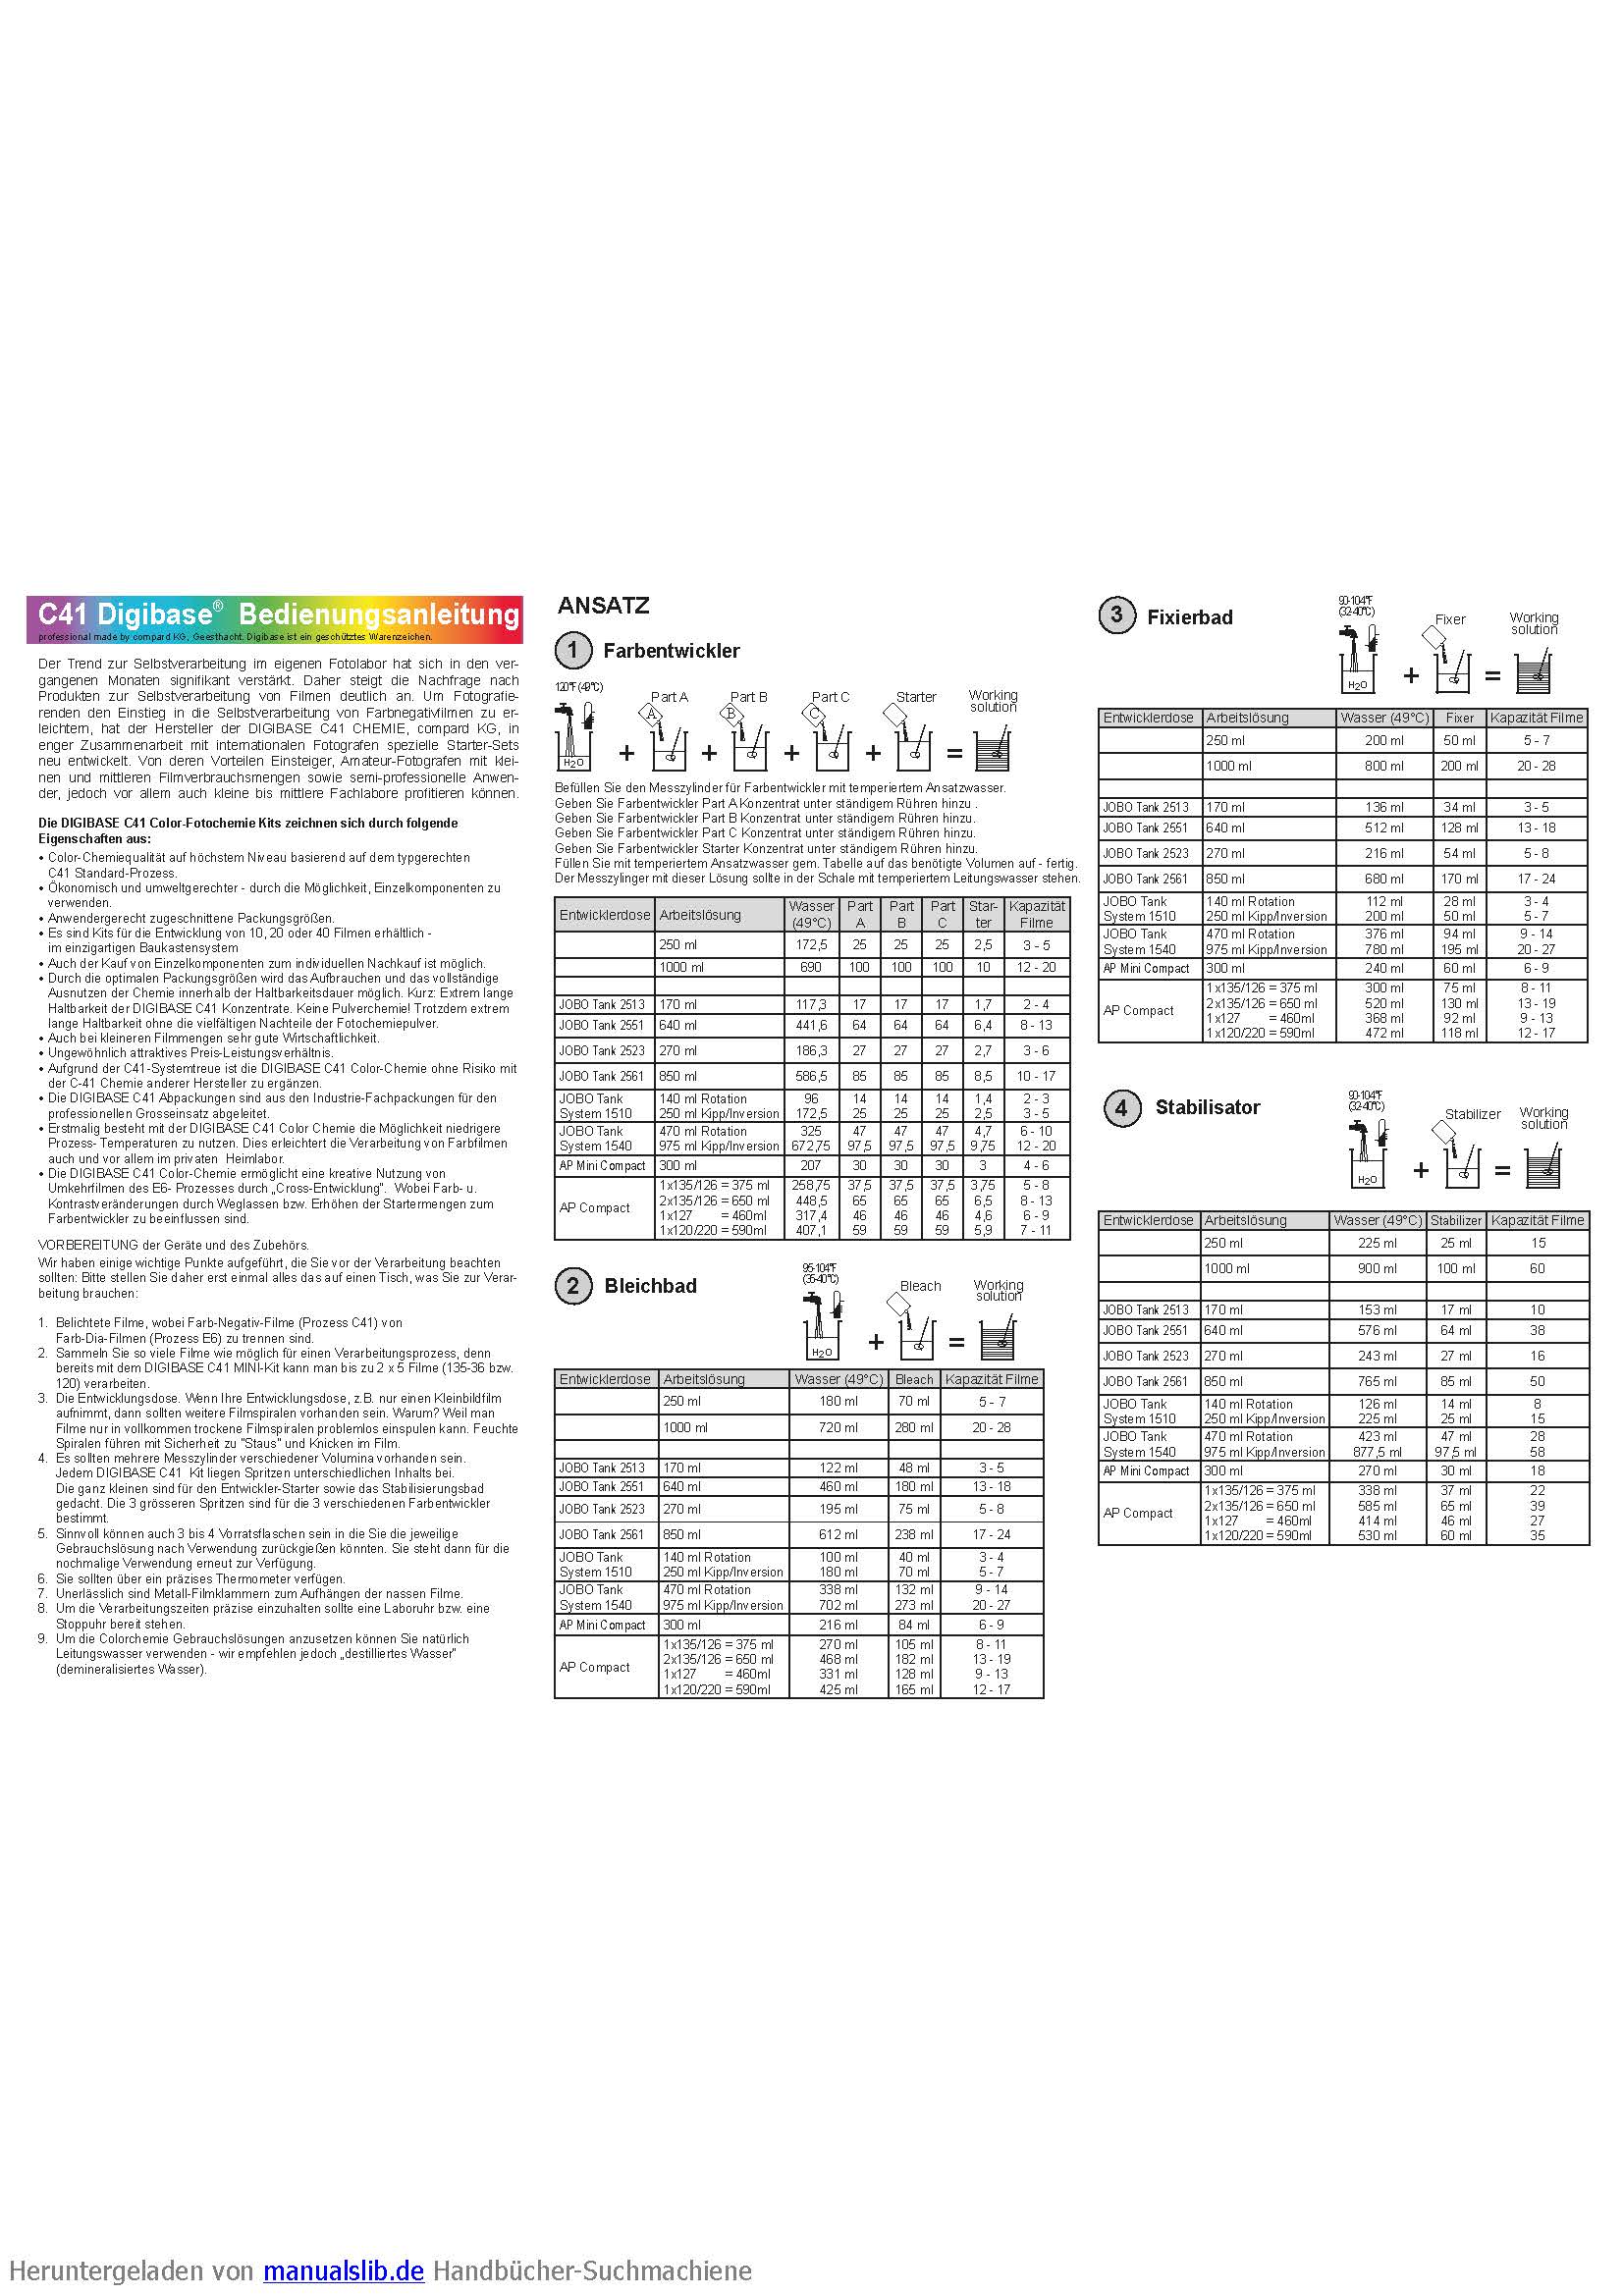 C41 Digibase® Bedienungsanleitung
professional made by compard KG, Geesthacht. Digibase ist ein geschütztes Warenzeichen.
Der Trend zur Selbstverarbeitung im eigenen Fotolabor hat sich in den ver-
gangenen Monaten signifikant verstärkt. Daher steigt die Nachfrage nach
Produkten zur Selbstverarbeitung von Filmen deutlich an. Um Fotografie-
renden den Einstieg in die Selbstverarbeitung von Farbnegativfilmen zu er-
leichtern, hat der Hersteller der DIGIBASE C41 CHEMIE, compard KG, in
enger Zusammenarbeit mit internationalen Fotografen spezielle Starter-Sets
neu entwickelt. Von deren Vorteilen Einsteiger, Amateur-Fotografen mit klei-
nen und mittleren Filmverbrauchsmengen sowie semi-professionelle Anwen-
der, jedoch vor allem auch kleine bis mittlere Fachlabore profitieren können.
Die DIGIBASE C41 Color-Fotochemie Kits zeichnen sich durch folgende
Eigenschaften aus:
• Color-Chemiequalität auf höchstem Niveau basierend auf dem typgerechten
C41 Standard-Prozess.
• Ökonomisch und umweltgerechter - durch die Möglichkeit, Einzelkomponenten zu
verwenden.
• Anwendergerecht zugeschnittene Packungsgrößen.
• Es sind Kits für die Entwicklung von 10, 20 oder 40 Filmen erhältlich -
im einzigartigen Baukastensystem
• Auch der Kauf von Einzelkomponenten zum individuellen Nachkauf ist möglich.
• Durch die optimalen Packungsgrößen wird das Aufbrauchen und das vollständige
Ausnutzen der Chemie innerhalb der Haltbarkeitsdauer möglich. Kurz: Extrem lange
Haltbarkeit der DIGIBASE C41 Konzentrate. Keine Pulverchemie! Trotzdem extrem
lange Haltbarkeit ohne die vielfältigen Nachteile der Fotochemiepulver.
• Auch bei kleineren Filmmengen sehr gute Wirtschaftlichkeit.
• Ungewöhnlich attraktives Preis-Leistungsverhältnis.
• Aufgrund der C41-Systemtreue ist die DIGIBASE C41 Color-Chemie ohne Risiko mit
der C-41 Chemie anderer Hersteller zu ergänzen.
• Die DIGIBASE C41 Abpackungen sind aus den Industrie-Fachpackungen für den
professionellen Grosseinsatz abgeleitet.
• Erstmalig besteht mit der DIGIBASE C41 Color Chemie die Möglichkeit niedrigere
Prozess- Temperaturen zu nutzen. Dies erleichtert die Verarbeitung von Farbfilmen
auch und vor allem im privaten Heimlabor.
• Die DIGIBASE C41 Color-Chemie ermöglicht eine kreative Nutzung von
Umkehrfilmen des E6- Prozesses durch „Cross-Entwicklung“. Wobei Farb- u.
Kontrastveränderungen durch Weglassen bzw. Erhöhen der Startermengen zum
Farbentwickler zu beeinflussen sind.
VORBEREITUNG der Geräte und des Zubehörs.
Wir haben einige wichtige Punkte aufgeführt, die Sie vor der Verarbeitung beachten
sollten: Bitte stellen Sie daher erst einmal alles das auf einen Tisch, was Sie zur Verar-
beitung brauchen:
1. Belichtete Filme, wobei Farb-Negativ-Filme (Prozess C41) von
Farb-Dia-Filmen (Prozess E6) zu trennen sind.
2. Sammeln Sie so viele Filme wie möglich für einen Verarbeitungsprozess, denn
bereits mit dem DIGIBASE C41 MINI-Kit kann man bis zu 2 x 5 Filme (135-36 bzw.
120) verarbeiten.
3. Die Entwicklungsdose. Wenn Ihre Entwicklungsdose, z.B. nur einen Kleinbildfilm
aufnimmt, dann sollten weitere Filmspiralen vorhanden sein. Warum? Weil man
Filme nur in vollkommen trockene Filmspiralen problemlos einspulen kann. Feuchte
Spiralen führen mit Sicherheit zu "Staus" und Knicken im Film.
4. Es sollten mehrere Messzylinder verschiedener Volumina vorhanden sein.
Jedem DIGIBASE C41 Kit liegen Spritzen unterschiedlichen Inhalts bei.
Die ganz kleinen sind für den Entwickler-Starter sowie das Stabilisierungsbad
gedacht. Die 3 grösseren Spritzen sind für die 3 verschiedenen Farbentwickler
bestimmt.
5. Sinnvoll können auch 3 bis 4 Vorratsflaschen sein in die Sie die jeweilige
Gebrauchslösung nach Verwendung zurückgießen könnten. Sie steht dann für die
nochmalige Verwendung erneut zur Verfügung.
6. Sie sollten über ein präzises Thermometer verfügen.
7. Unerlässlich sind Metall-Filmklammern zum Aufhängen der nassen Filme.
8. Um die Verarbeitungszeiten präzise einzuhalten sollte eine Laboruhr bzw. eine
Stoppuhr bereit stehen.
9. Um die Colorchemie Gebrauchslösungen anzusetzen können Sie natürlich
Leitungswasser verwenden - wir empfehlen jedoch „destilliertes Wasser“
(demineralisiertes Wasser).
ANSATZ
1 Farbentwickler
120°F (49°C) Part A Part B Part C Starter Working
solution
A B C
H2O + + + + =
Befüllen Sie den Messzylinder für Farbentwickler mit temperiertem Ansatzwasser.
Geben Sie Farbentwickler Part A Konzentrat unter ständigem Rühren hinzu .
Geben Sie Farbentwickler Part B Konzentrat unter ständigem Rühren hinzu.
Geben Sie Farbentwickler Part C Konzentrat unter ständigem Rühren hinzu.
Geben Sie Farbentwickler Starter Konzentrat unter ständigem Rühren hinzu.
Füllen Sie mit temperiertem Ansatzwasser gem. Tabelle auf das benötigte Volumen auf - fertig.
Der Messzylinger mit dieser Lösung sollte in der Schale mit temperiertem Leitungswasser stehen.
Entwicklerdose Arbeitslösung Wasser (49°C) Part A Part B Part C Star-ter Kapazität Filme
250 ml 172,5 25 25 25 2,5 3 - 5
1000 ml 690 100 100 100 10 12 - 20
JOBO Tank 2513 170 ml 117,3 17 17 17 1,7 2 - 4
JOBO Tank 2551 640 ml 441,6 64 64 64 6,4 8 - 13
JOBO Tank 2523 270 ml 186,3 27 27 27 2,7 3 - 6
JOBO Tank 2561 850 ml 586,5 85 85 85 8,5 10 - 17
JOBO Tank 140 ml Rotation 96 14 14 14 1,4 2 - 3
System 1510 250 ml Kipp/Inversion 172,5 25 25 25 2,5 3 - 5
JOBO Tank 470 ml Rotation 325 47 47 47 4,7 6 - 10
System 1540 975 ml Kipp/Inversion 672,75 97,5 97,5 97,5 9,75 12 - 20
AP Mini Compact 300 ml 207 30 30 30 3 4 - 6
AP Compact 1x135/126 = 375 ml 258,75 37,5 37,5 37,5 3,75 5 - 8
2x135/126 = 650 ml 448,5 65 65 65 6,5 8 - 13
1x127 = 460ml 317,4 46 46 46 4,6 6 - 9
1x120/220 = 590ml 407,1 59 59 59 5,9 7 - 11
2 Bleichbad
95-104°F
(35-40°C) Bleach Working
solution
H2O + =
Entwicklerdose Arbeitslösung Wasser (49°C) Bleach Kapazität Filme
250 ml 180 ml 70 ml 5 - 7
1000 ml 720 ml 280 ml 20 - 28
JOBO Tank 2513 170 ml 122 ml 48 ml 3 - 5
JOBO Tank 2551 640 ml 460 ml 180 ml 13 - 18
JOBO Tank 2523 270 ml 195 ml 75 ml 5 - 8
JOBO Tank 2561 850 ml 612 ml 238 ml 17 - 24
JOBO Tank 140 ml Rotation 100 ml 40 ml 3 - 4
System 1510 250 ml Kipp/Inversion 180 ml 70 ml 5 - 7
JOBO Tank 470 ml Rotation 338 ml 132 ml 9 - 14
System 1540 975 ml Kipp/Inversion 702 ml 273 ml 20 - 27
AP Mini Compact 300 ml 216 ml 84 ml 6 - 9
AP Compact 1x135/126 = 375 ml 270 ml 105 ml 8 - 11
2x135/126 = 650 ml 468 ml 182 ml 13 - 19
1x127 = 460ml 331 ml 128 ml 9 - 13
1x120/220 = 590ml 425 ml 165 ml 12 - 17
3 Fixierbad
90-104°F
(32-40°C) Fixer Working
solution
H2O + =
Entwicklerdose Arbeitslösung Wasser (49°C) Fixer Kapazität Filme
250 ml 200 ml 50 ml 5 - 7
1000 ml 800 ml 200 ml 20 - 28
JOBO Tank 2513 170 ml 136 ml 34 ml 3 - 5
JOBO Tank 2551 640 ml 512 ml 128 ml 13 - 18
JOBO Tank 2523 270 ml 216 ml 54 ml 5 - 8
JOBO Tank 2561 850 ml 680 ml 170 ml 17 - 24
JOBO Tank 140 ml Rotation 112 ml 28 ml 3 - 4
System 1510 250 ml Kipp/Inversion 200 ml 50 ml 5 - 7
JOBO Tank 470 ml Rotation 376 ml 94 ml 9 - 14
System 1540 975 ml Kipp/Inversion 780 ml 195 ml 20 - 27
AP Mini Compact 300 ml 240 ml 60 ml 6 - 9
AP Compact 1x135/126 = 375 ml 300 ml 75 ml 8 - 11
2x135/126 = 650 ml 520 ml 130 ml 13 - 19
1x127 = 460ml 368 ml 92 ml 9 - 13
1x120/220 = 590ml 472 ml 118 ml 12 - 17
4 Stabilisator
90-104°F
(32-40°C) Stabilizer Working
solution
H2O + =
Entwicklerdose Arbeitslösung Wasser (49°C) Stabilizer Kapazität Filme
250 ml 225 ml 25 ml 15
1000 ml 900 ml 100 ml 60
JOBO Tank 2513 170 ml 153 ml 17 ml 10
JOBO Tank 2551 640 ml 576 ml 64 ml 38
JOBO Tank 2523 270 ml 243 ml 27 ml 16
JOBO Tank 2561 850 ml 765 ml 85 ml 50
JOBO Tank 140 ml Rotation 126 ml 14 ml 8
System 1510 250 ml Kipp/Inversion 225 ml 25 ml 15
JOBO Tank 470 ml Rotation 423 ml 47 ml 28
System 1540 975 ml Kipp/Inversion 877,5 ml 97,5 ml 58
AP Mini Compact 300 ml 270 ml 30 ml 18
AP Compact 1x135/126 = 375 ml 338 ml 37 ml 22
2x135/126 = 650 ml 585 ml 65 ml 39
1x127 = 460ml 414 ml 46 ml 27
1x120/220 = 590ml 530 ml 60 ml 35
Heruntergeladen von manualslib.de Handbücher-Suchmachiene